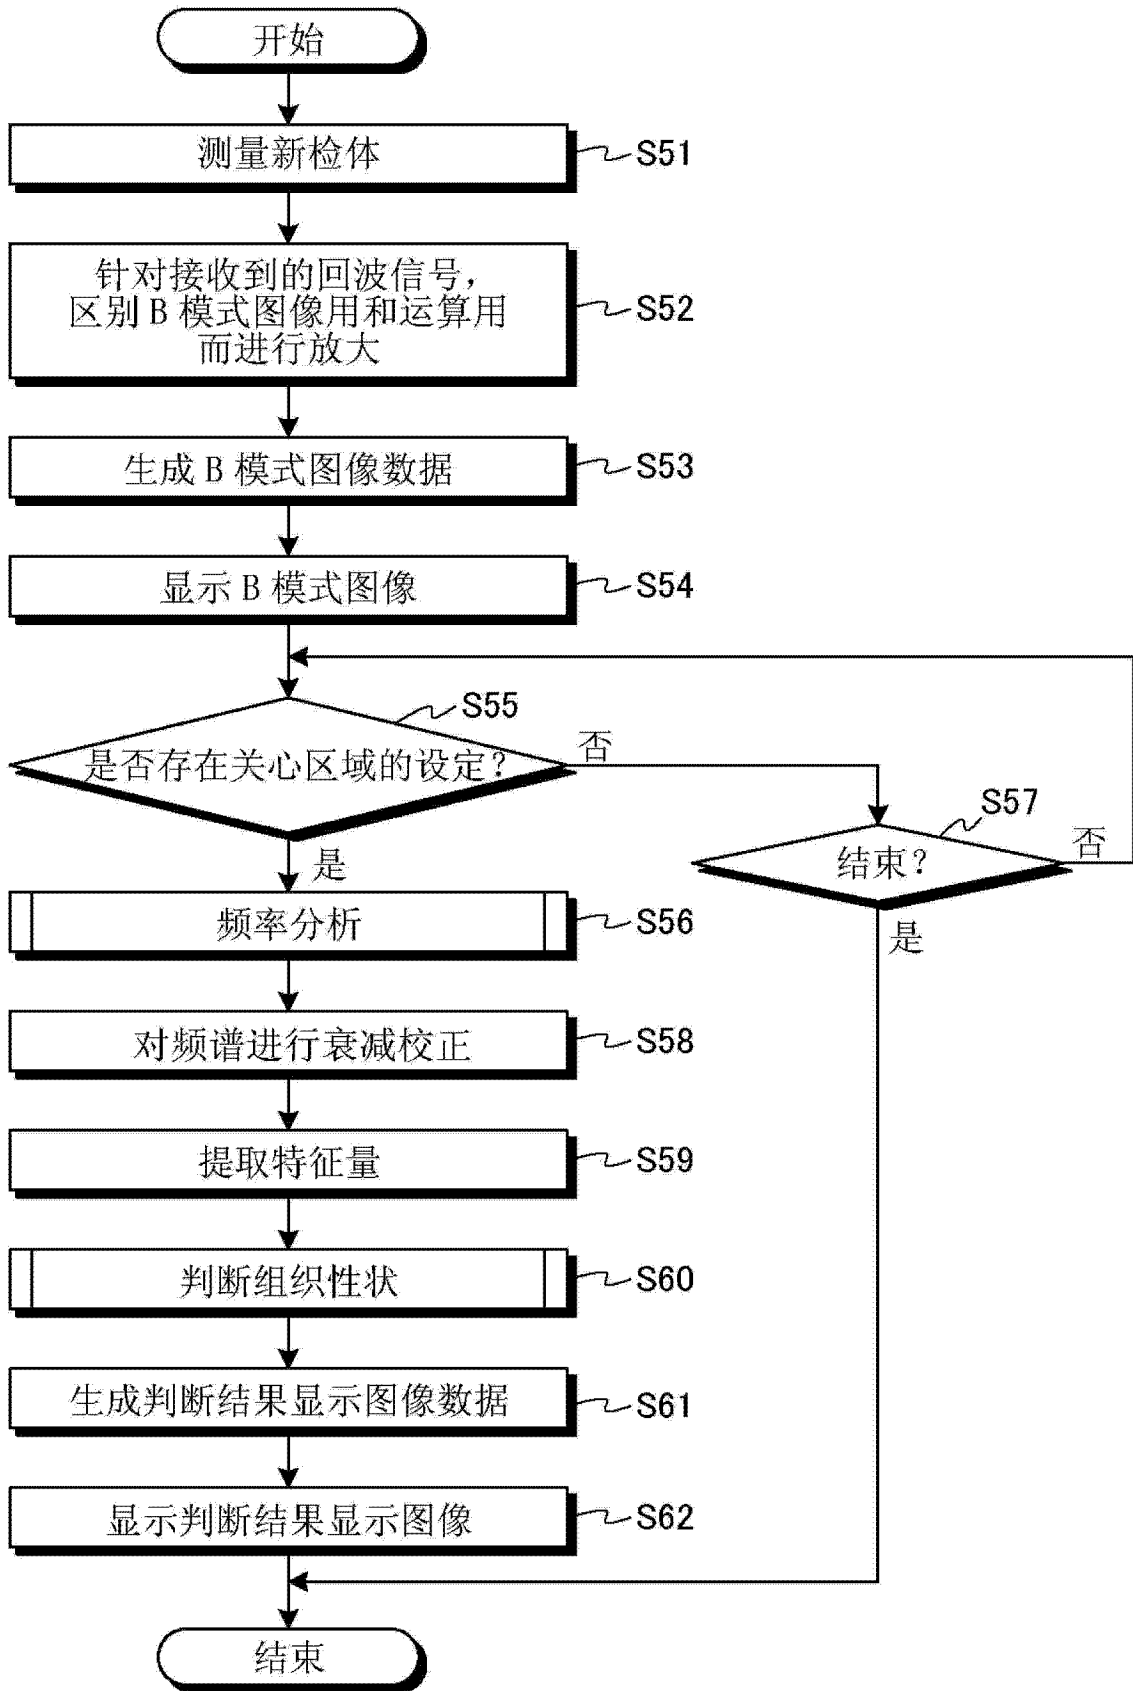 开始
测量新检体
S51
针对接收到的回波信号，
区别 B 模式图像用和运算用
而进行放大
S52
生成 B 模式图像数据
S53
显示 B 模式图像
S54
S55
是否存在关心区域的设定？
否
S57
结束？
否
是
是
频率分析
S56
对频谱进行衰减校正
S58
提取特征量
S59
判断组织性状
S60
生成判断结果显示图像数据
S61
显示判断结果显示图像
S62
结束